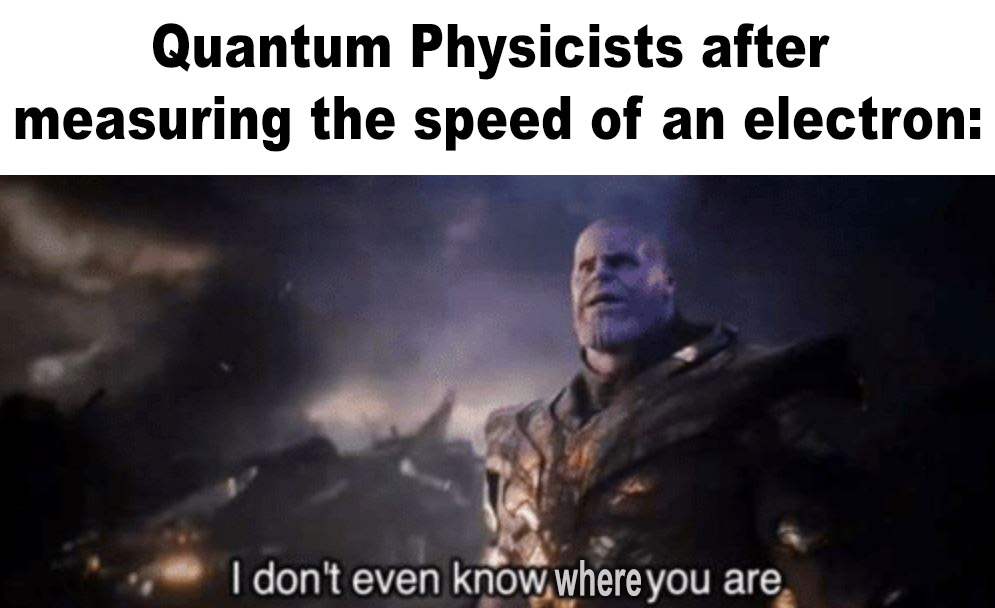 Quantum Physicists after
measuring the speed of an electron:
I don't even know where you are